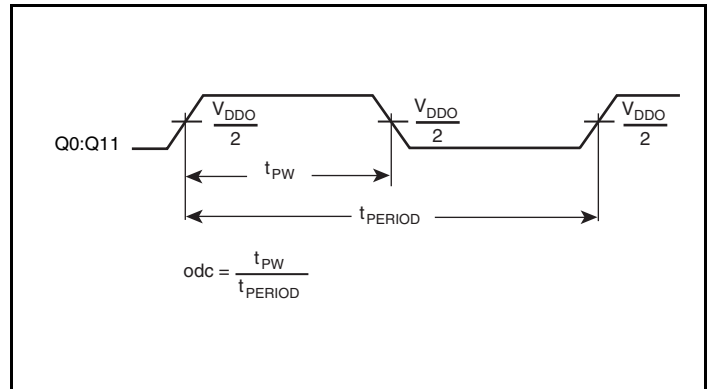 V_DDO / 2
V_DDO / 2
V_DDO / 2
Q0:Q11
t_PW
t_PERIOD
odc = t_PW / t_PERIOD